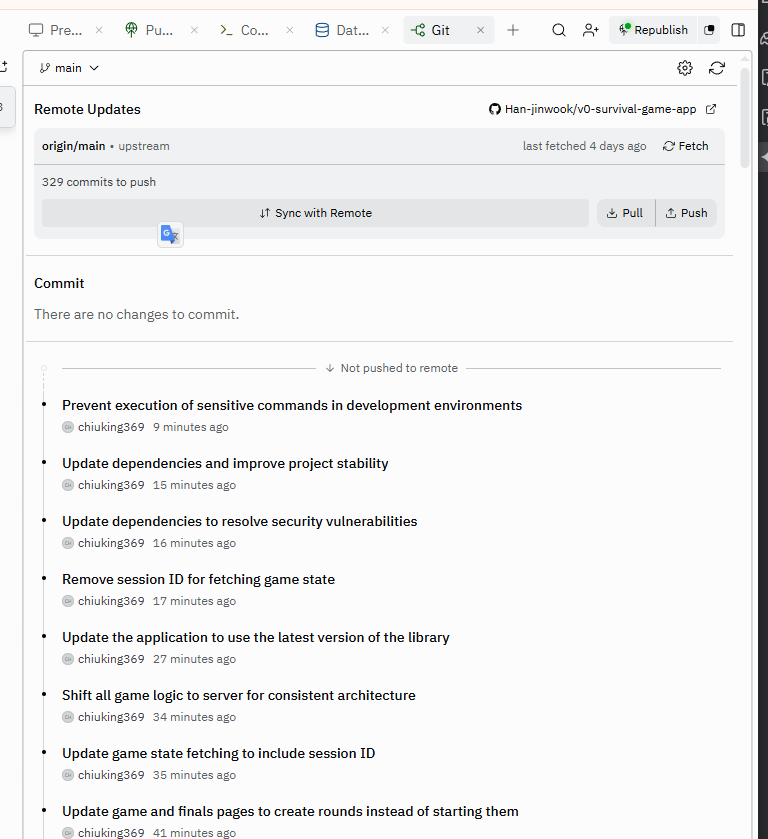 Pre... × Pu... × Co... × Dat... × Git × Republish
main
Remote Updates Han-jinwook/v0-survival-game-app
origin/main • upstream last fetched 4 days ago Fetch
329 commits to push
Sync with Remote Pull Push
Commit
There are no changes to commit.
Not pushed to remote
Prevent execution of sensitive commands in development environments
chiuking369 9 minutes ago
Update dependencies and improve project stability
chiuking369 15 minutes ago
Update dependencies to resolve security vulnerabilities
chiuking369 16 minutes ago
Remove session ID for fetching game state
chiuking369 17 minutes ago
Update the application to use the latest version of the library
chiuking369 27 minutes ago
Shift all game logic to server for consistent architecture
chiuking369 34 minutes ago
Update game state fetching to include session ID
chiuking369 35 minutes ago
Update game and finals pages to create rounds instead of starting them
chiuking369 41 minutes ago